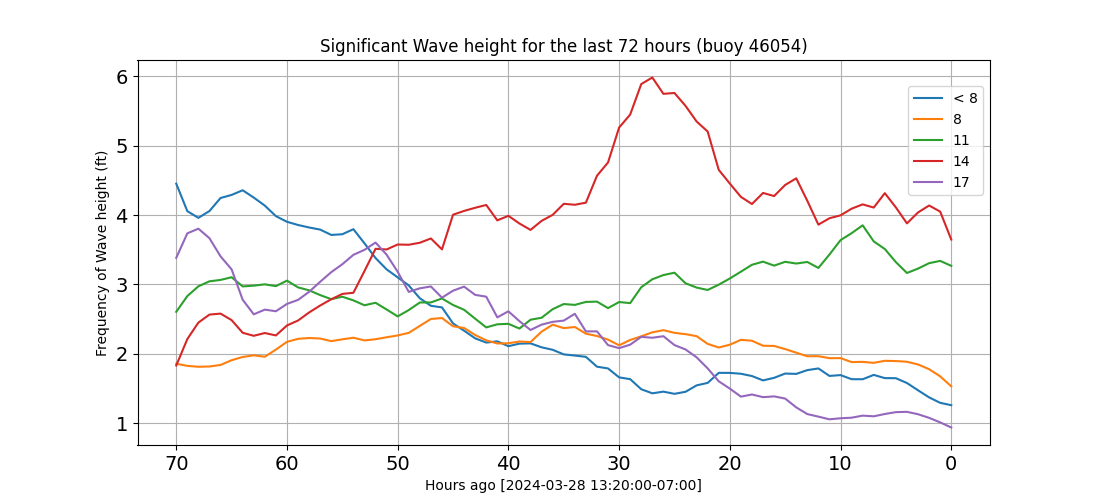 Significant Wave height for the last 72 hours (buoy 46054)
6
5
4
3
2
1
Frequency of Wave height (ft)
< 8
8
11
14
17
70 60 50 40 30 20 10 0
Hours ago [2024-03-28 13:20:00-07:00]